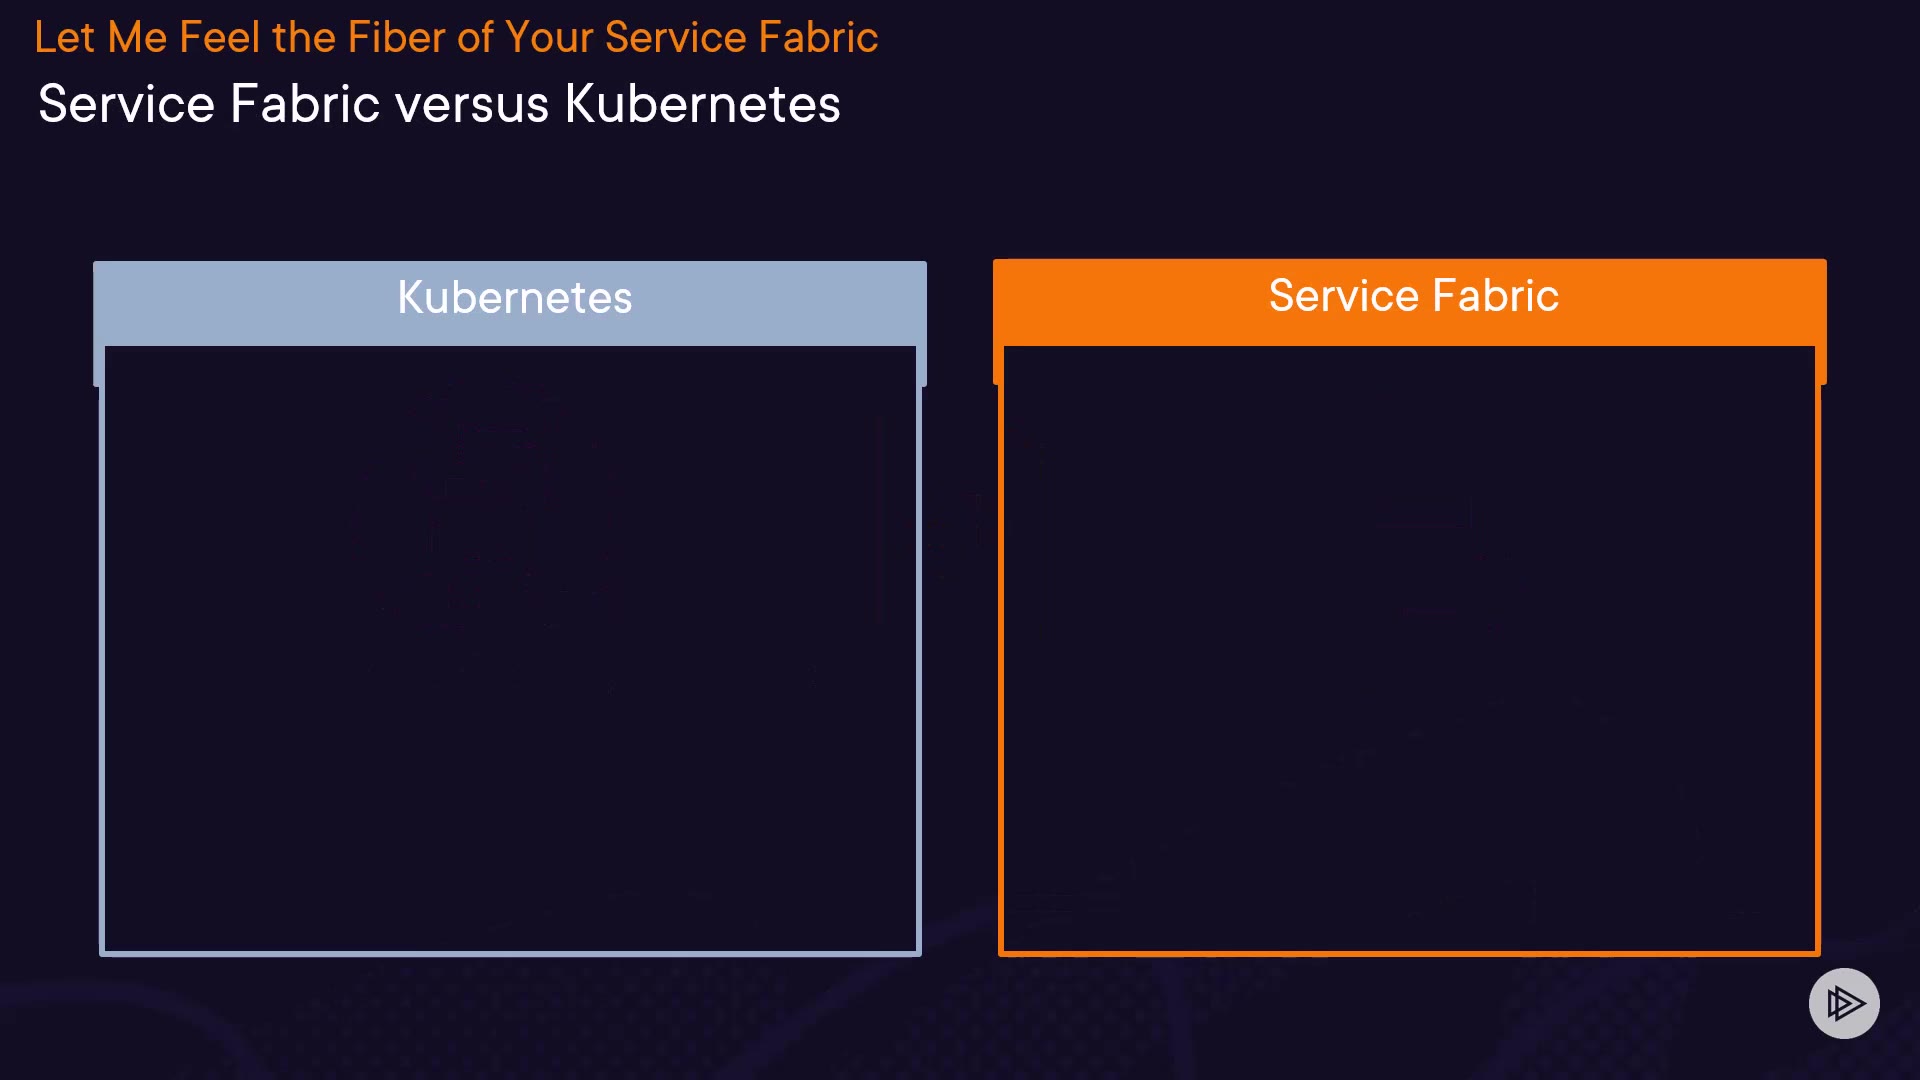 Let Me Feel the Fiber of Your Service Fabric
Service Fabric versus Kubernetes
Kubernetes
Service Fabric